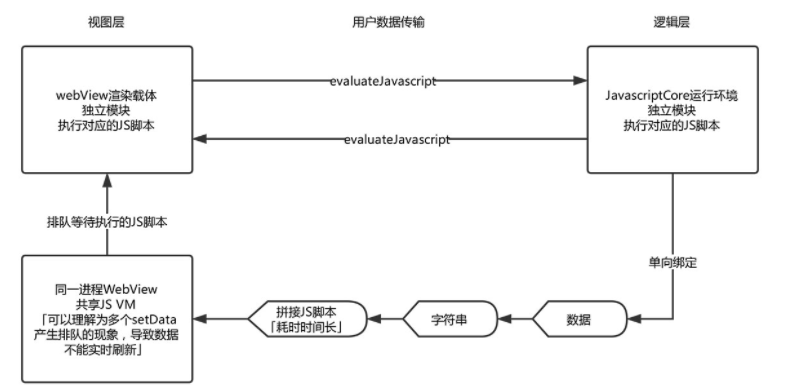 视图层
用户数据传输
逻辑层
webView渲染载体
独立模块
执行对应的JS脚本
evaluateJavascript
evaluateJavascript
JavascriptCore运行环境
独立模块
执行对应的JS脚本
排队等待执行的JS脚本
单向绑定
同一进程WebView
共享JS VM
「可以理解为多个setData
产生排队的现象，导致数据
不能实时刷新」
拼接JS脚本
「耗时时间长」
字符串
数据